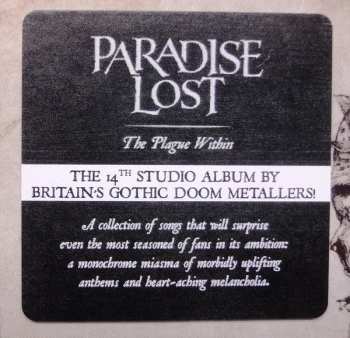 PARADISE
LOST
The Plague Within
THE 14TH STUDIO ALBUM BY
BRITAIN'S GOTHIC DOOM METALLERS!
A collection of songs that will surprise
even the most seasoned of fans in its ambition:
a monochrome miasma of morbidly uplifting
anthems and heart-aching melancholia.